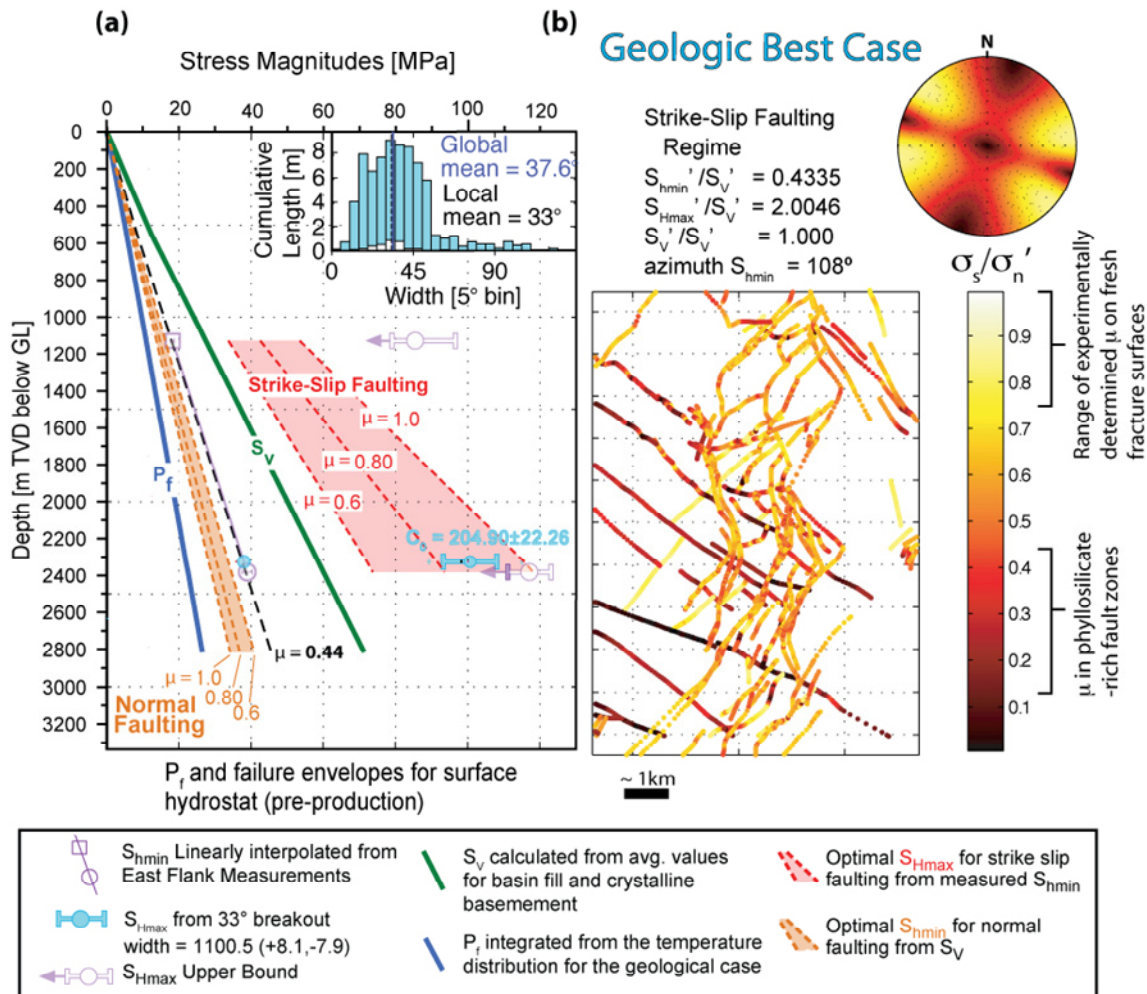 (a)
Stress Magnitudes [MPa]
0 20 40 60 80 100 120
0
200
400
600
800
1000
1200
1400
1600
1800
2000
2200
2400
2600
2800
3000
3200
Depth [m TVD below GL]
Cumulative
Length [m]
8
6
4
2
0
Global
mean = 37.6°
Local
mean = 33°
0 45 90
Width [5° bin]
Strike-Slip Faulting
μ = 1.0
μ = 0.80
μ = 0.6
Sv
Pf
C0 = 204.90±22.26
μ = 0.44
μ = 1.0
0.80
0.6
Normal
Faulting
Pf and failure envelopes for surface
hydrostat (pre-production)
(b)
Geologic Best Case
N
Strike-Slip Faulting
Regime
Shmin'/SV' = 0.4335
SHmax'/SV' = 2.0046
SV'/SV' = 1.000
azimuth Shmin = 108º
σs/σn'
0.9
0.8
0.7
0.6
0.5
0.4
0.3
0.2
0.1
Range of experimentally
determined μ on fresh
fracture surfaces
μ in phyllosilicate
-rich fault zones
~ 1km
Shmin Linearly interpolated from
East Flank Measurements
SHmax from 33° breakout
width = 1100.5 (+8.1,-7.9)
SHmax Upper Bound
SV calculated from avg. values
for basin fill and crystalline
basemement
Pf integrated from the temperature
distribution for the geological case
Optimal SHmax for strike slip
faulting from measured Shmin
Optimal Shmin for normal
faulting from SV